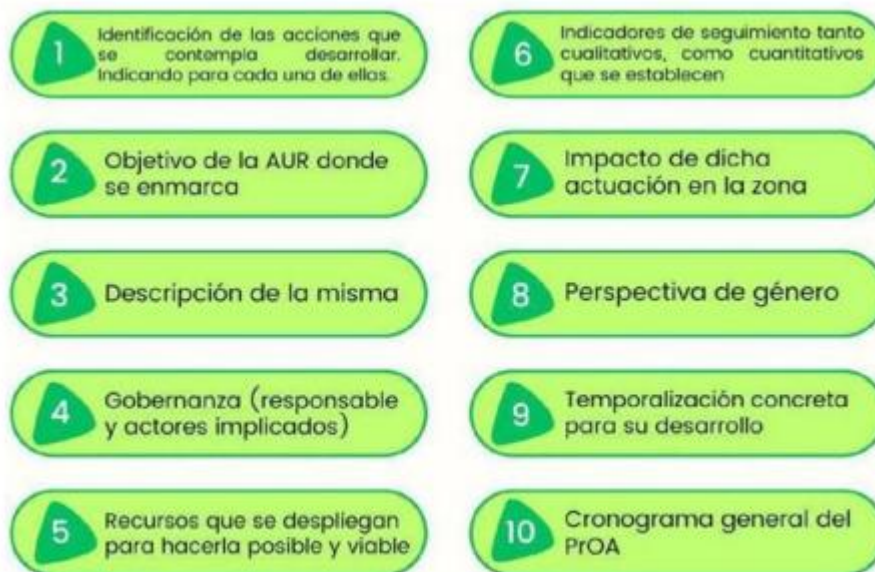 1
Identificación de las acciones que
se contempla desarrollar.
Indicando para cada una de ellas.
2
Objetivo de la AUR donde
se enmarca
3
Descripción de la misma
4
Gobernanza (responsable
y actores implicados)
5
Recursos que se despliegan
para hacerla posible y viable
6
Indicadores de seguimiento tanto
cualitativos, como cuantitativos
que se establecen
7
Impacto de dicha
actuación en la zona
8
Perspectiva de género
9
Temporalización concreta
para su desarrollo
10
Cronograma general del
PrOA